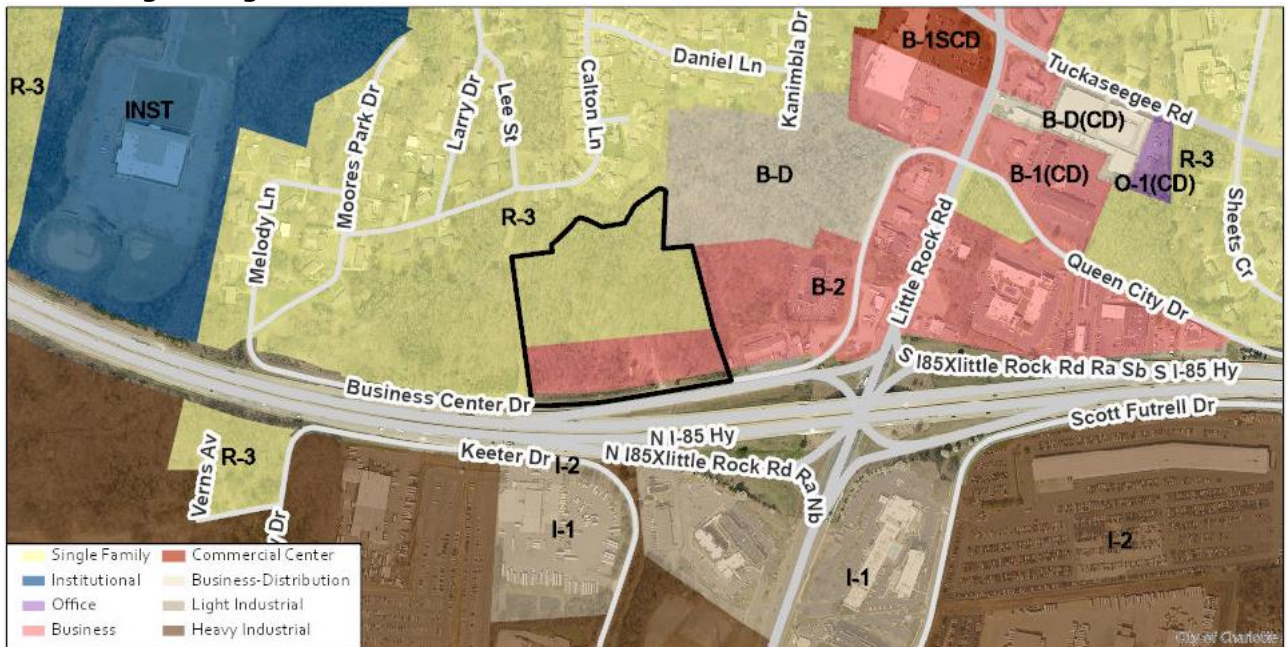 R-3
INST
Moores Park Dr
Larry Dr
Lee St
Calton Ln
Daniel Ln
Kanimbla Dr
B-1SCD
Tuckaseegee Rd
B-D(CD)
R-3
O-1(CD)
B-1(CD)
B-D
Sheets Cr
Melody Ln
R-3
B-2
Little Rock Rd
Queen City Dr
Business Center Dr
S I85Xlittle Rock Rd Ra Sb
S I-85 Hy
Scott Futrell Dr
N I-85 Hy
N I85Xlittle Rock Rd Ra Nb
Keeter Dr
I-2
R-3
Verns Av
y Dr
I-1
I-1
I-2
Single Family
Institutional
Office
Business
Commercial Center
Business-Distribution
Light Industrial
Heavy Industrial
City of Charlotte